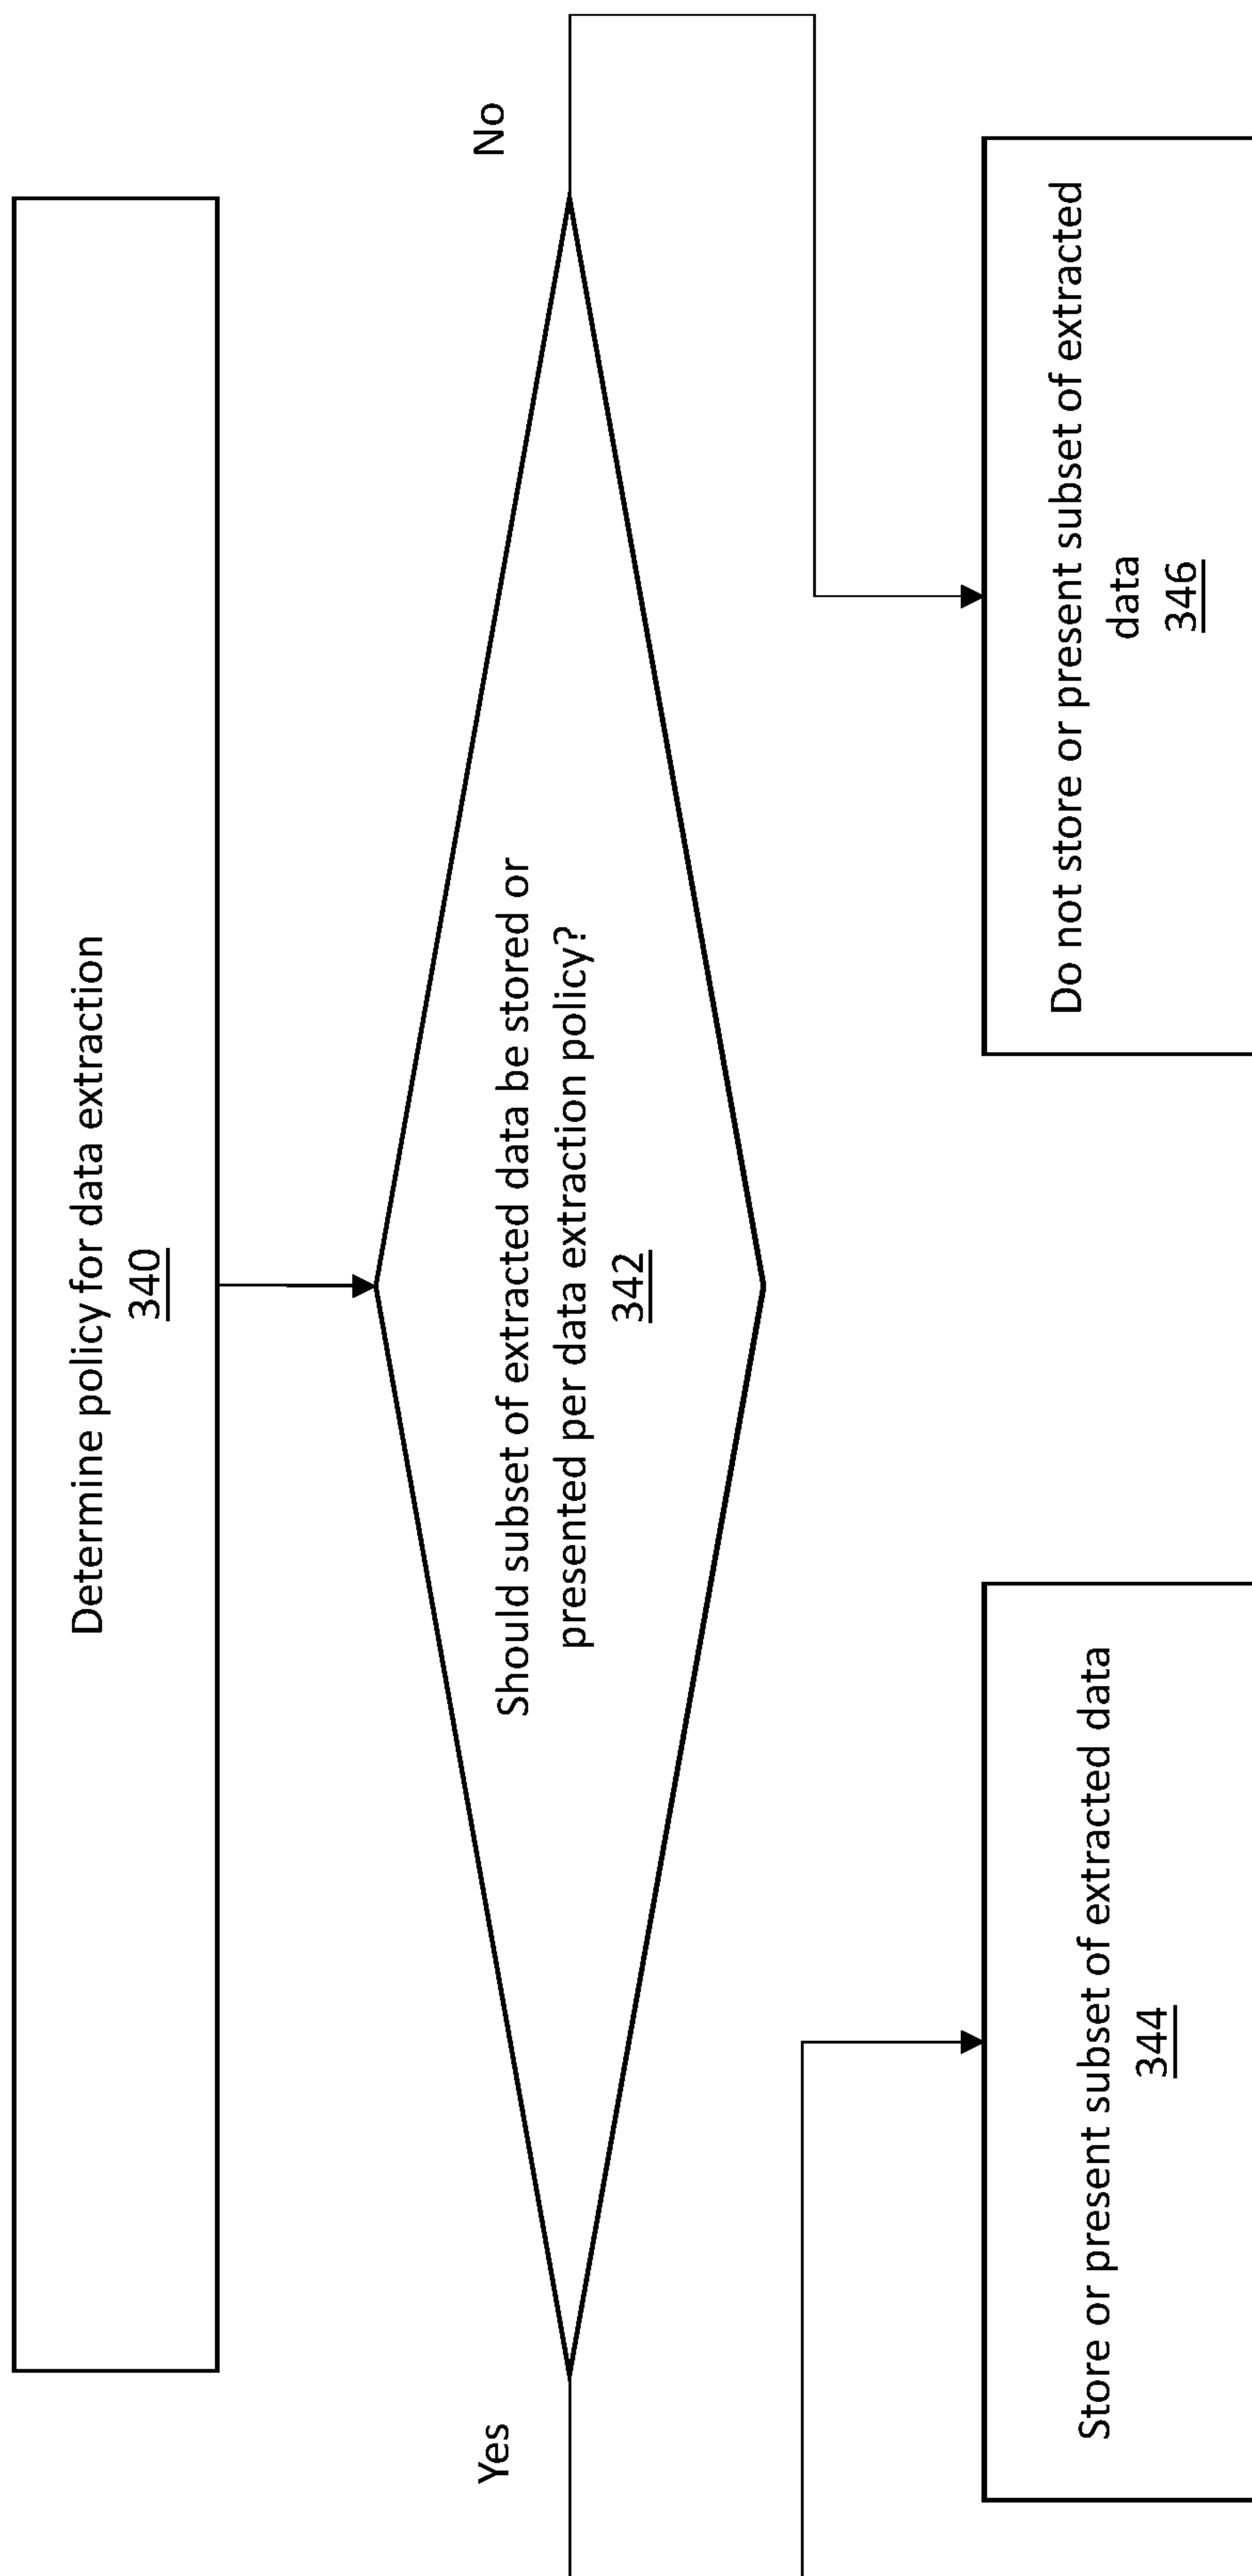 Determine policy for data extraction
340
Should subset of extracted data be stored or
presented per data extraction policy?
342
Yes
No
Store or present subset of extracted data
344
Do not store or present subset of extracted
data
346